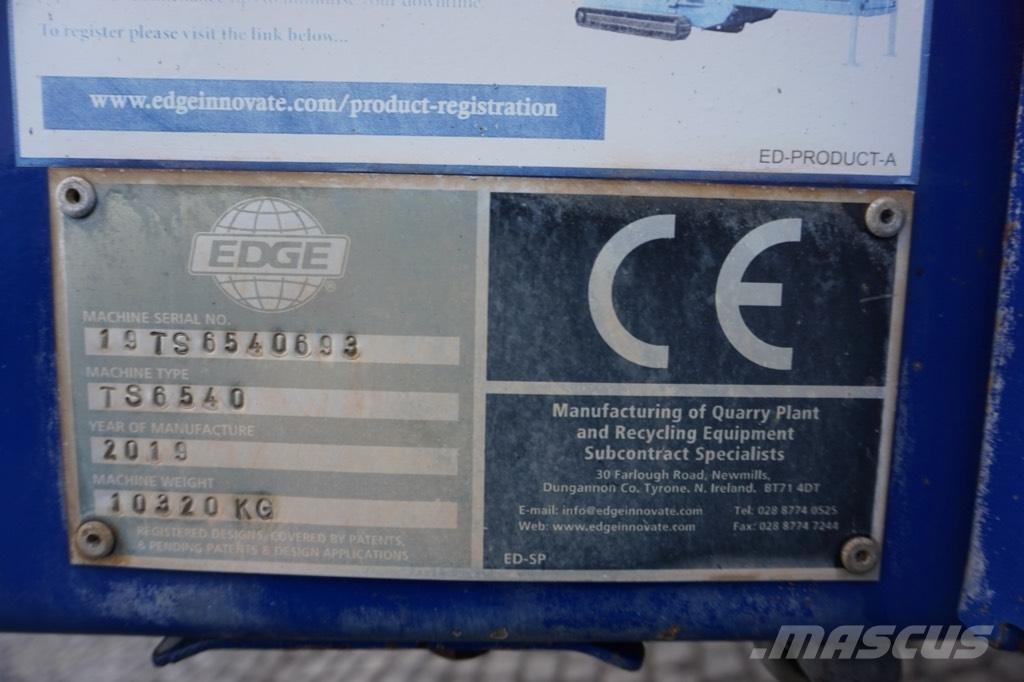 To register please visit the link below...
www.edgeinnovate.com/product-registration
ED-PRODUCT-A
EDGE
®
MACHINE SERIAL NO.
19TS6540693
MACHINE TYPE
TS6540
YEAR OF MANUFACTURE
2019
MACHINE WEIGHT
10320 KG
REGISTERED DESIGNS, COVERED BY PATENTS,
& PENDING PATENTS & DESIGN APPLICATIONS
CE
Manufacturing of Quarry Plant
and Recycling Equipment
Subcontract Specialists
30 Farlough Road, Newmills,
Dungannon Co. Tyrone. N. Ireland. BT71 4DT
E-mail: info@edgeinnovate.com Tel: 028 8774 0525
Web: www.edgeinnovate.com Fax: 028 8774 7244
ED-SP
MASCUS